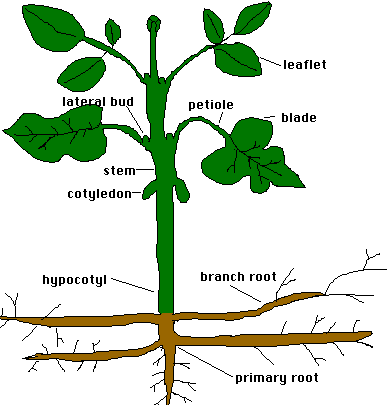 leaflet
lateral bud
petiole
blade
stem
cotyledon
hypocotyl
branch root
primary root